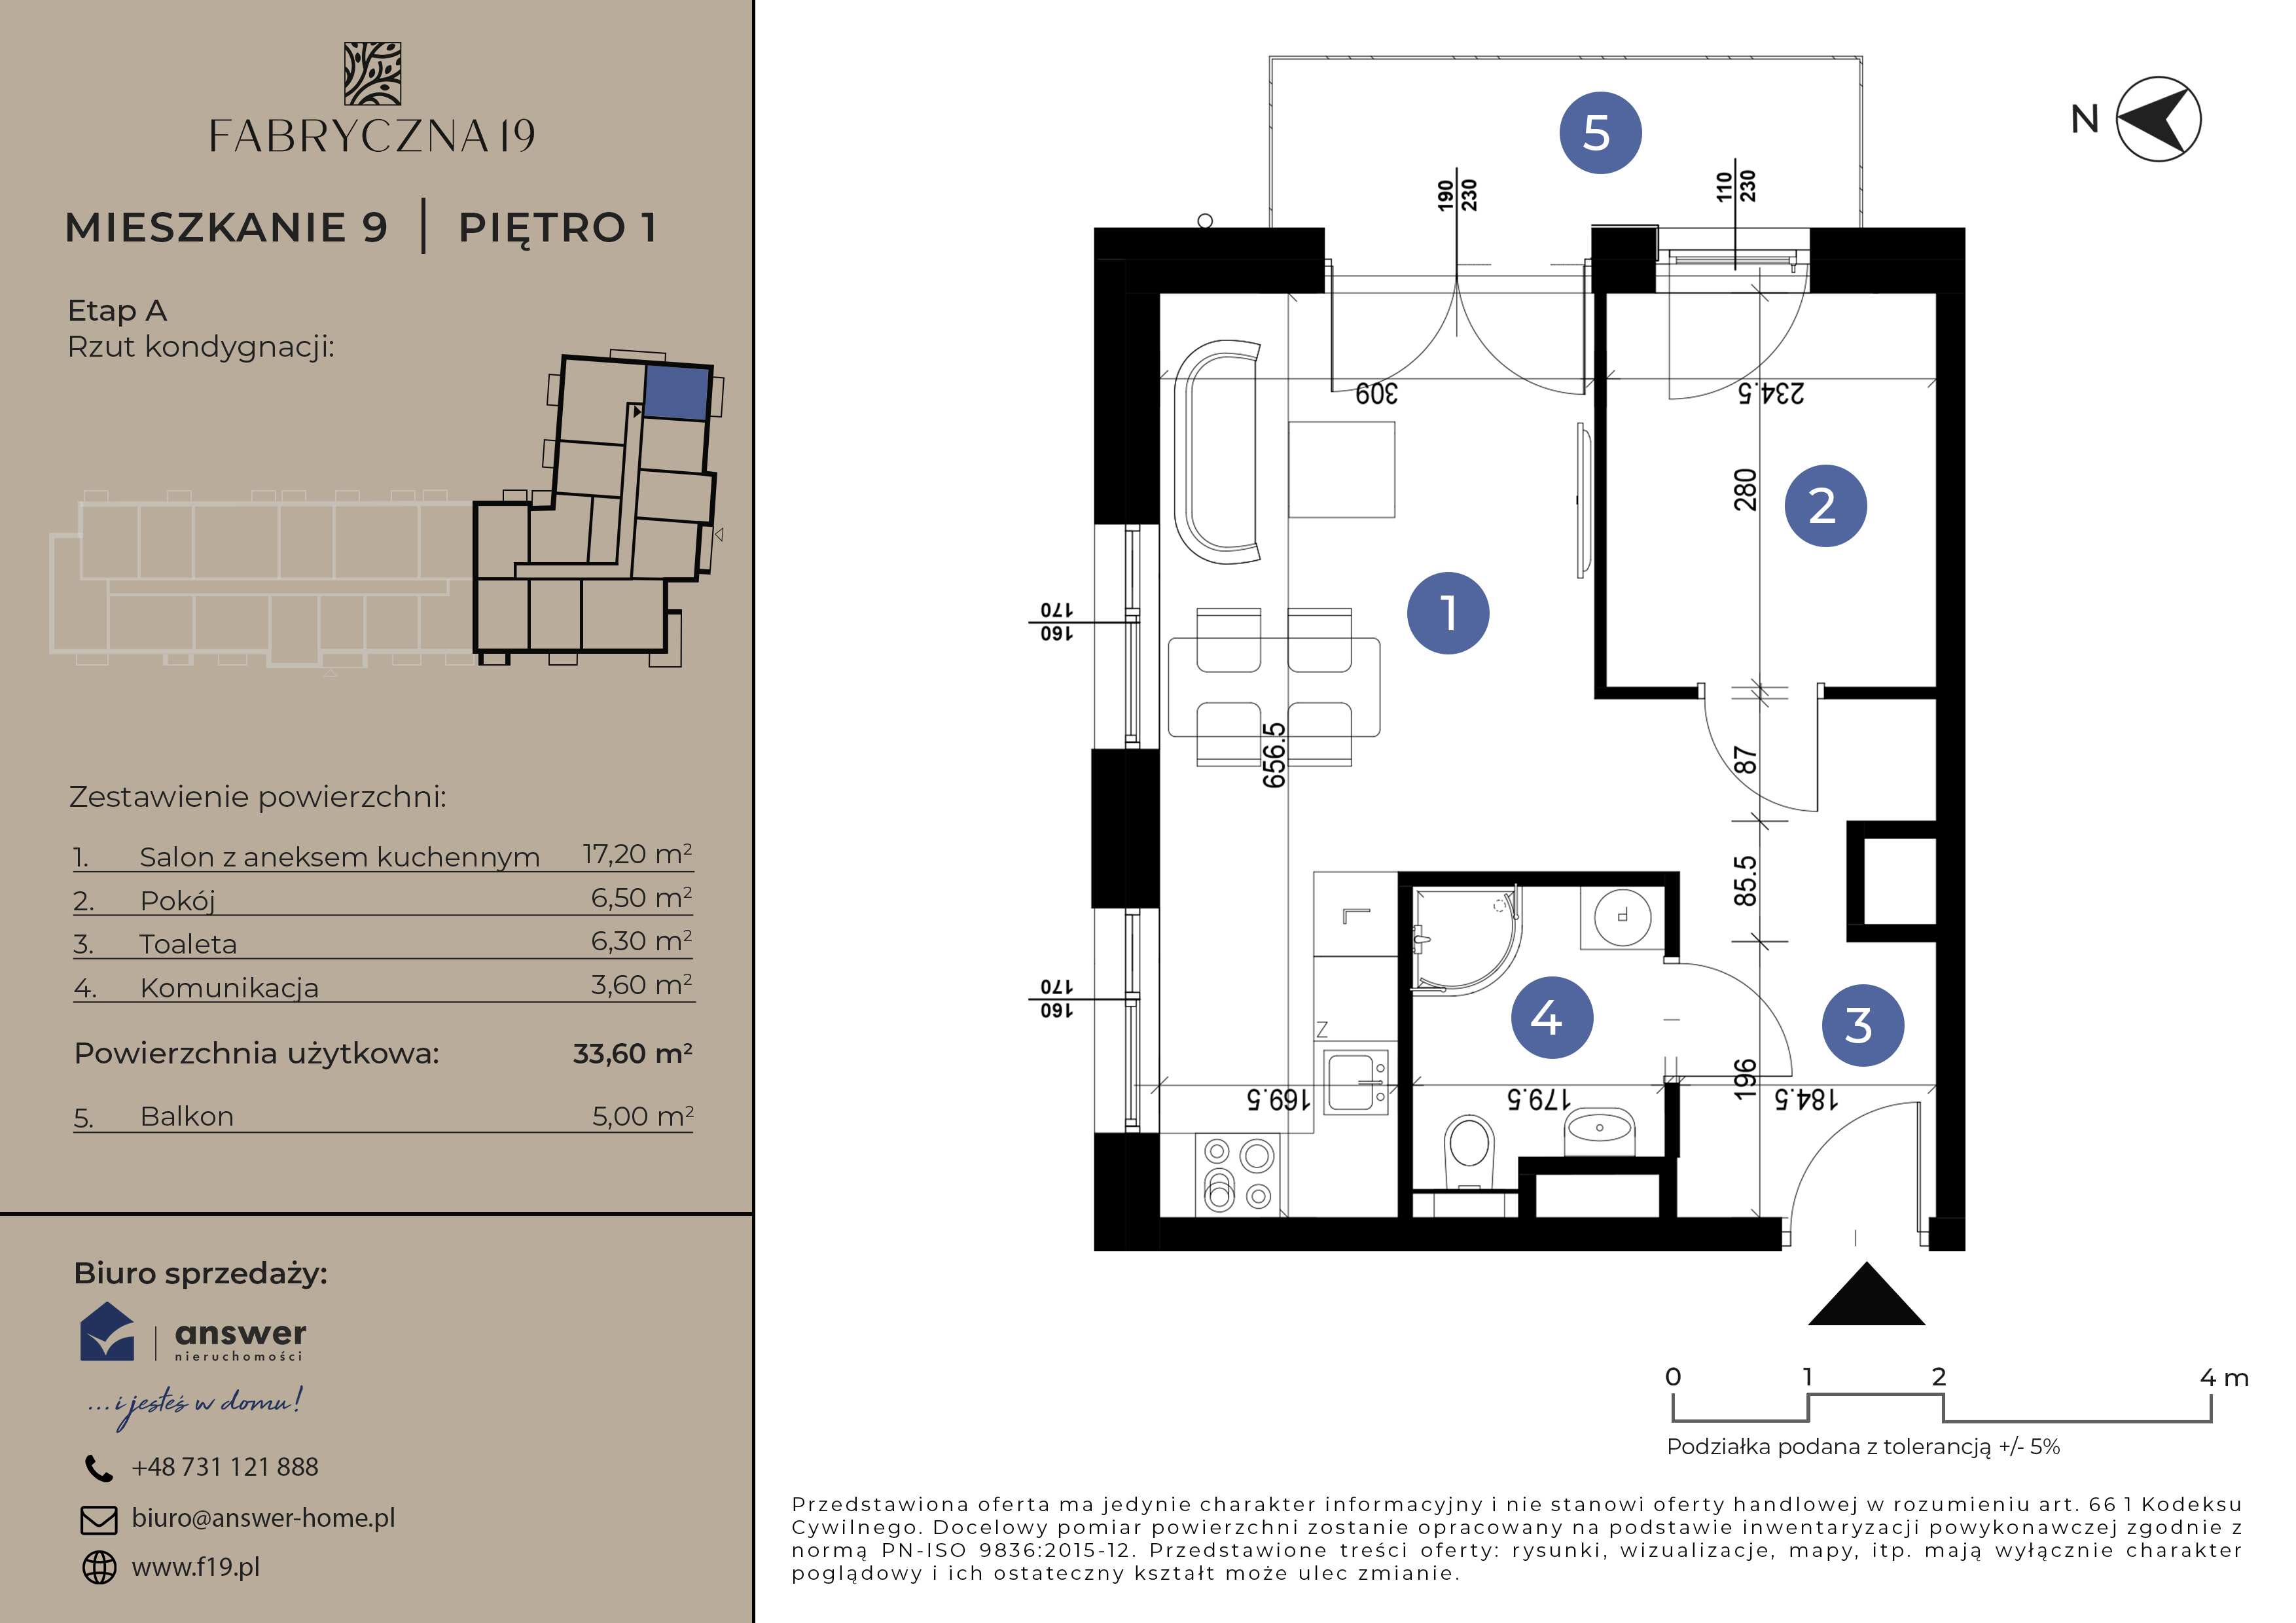 FABRYCZNA 19
MIESZKANIE 9 | PIĘTRO 1
Etap A
Rzut kondygnacji:
Zestawienie powierzchni:
1. Salon z aneksem kuchennym 17,20 m²
2. Pokój 6,50 m²
3. Toaleta 6,30 m²
4. Komunikacja 3,60 m²
Powierzchnia użytkowa: 33,60 m²
5. Balkon 5,00 m²
Biuro sprzedaży:
answer
nieruchomości
...i jesteś w domu!
+48 731 121 888
biuro@answer-home.pl
www.f19.pl
N
5
190
230
110
230
309
234.5
280
2
1
170
160
656.5
87
85.5
L
P
170
160
Z
4
3
169.5
179.5
196
184.5
0 1 2 4 m
Podziałka podana z tolerancją +/- 5%
Przedstawiona oferta ma jedynie charakter informacyjny i nie stanowi oferty handlowej w rozumieniu art. 66 1 Kodeksu
Cywilnego. Docelowy pomiar powierzchni zostanie opracowany na podstawie inwentaryzacji powykonawczej zgodnie z
normą PN-ISO 9836:2015-12. Przedstawione treści oferty: rysunki, wizualizacje, mapy, itp. mają wyłącznie charakter
poglądowy i ich ostateczny kształt może ulec zmianie.